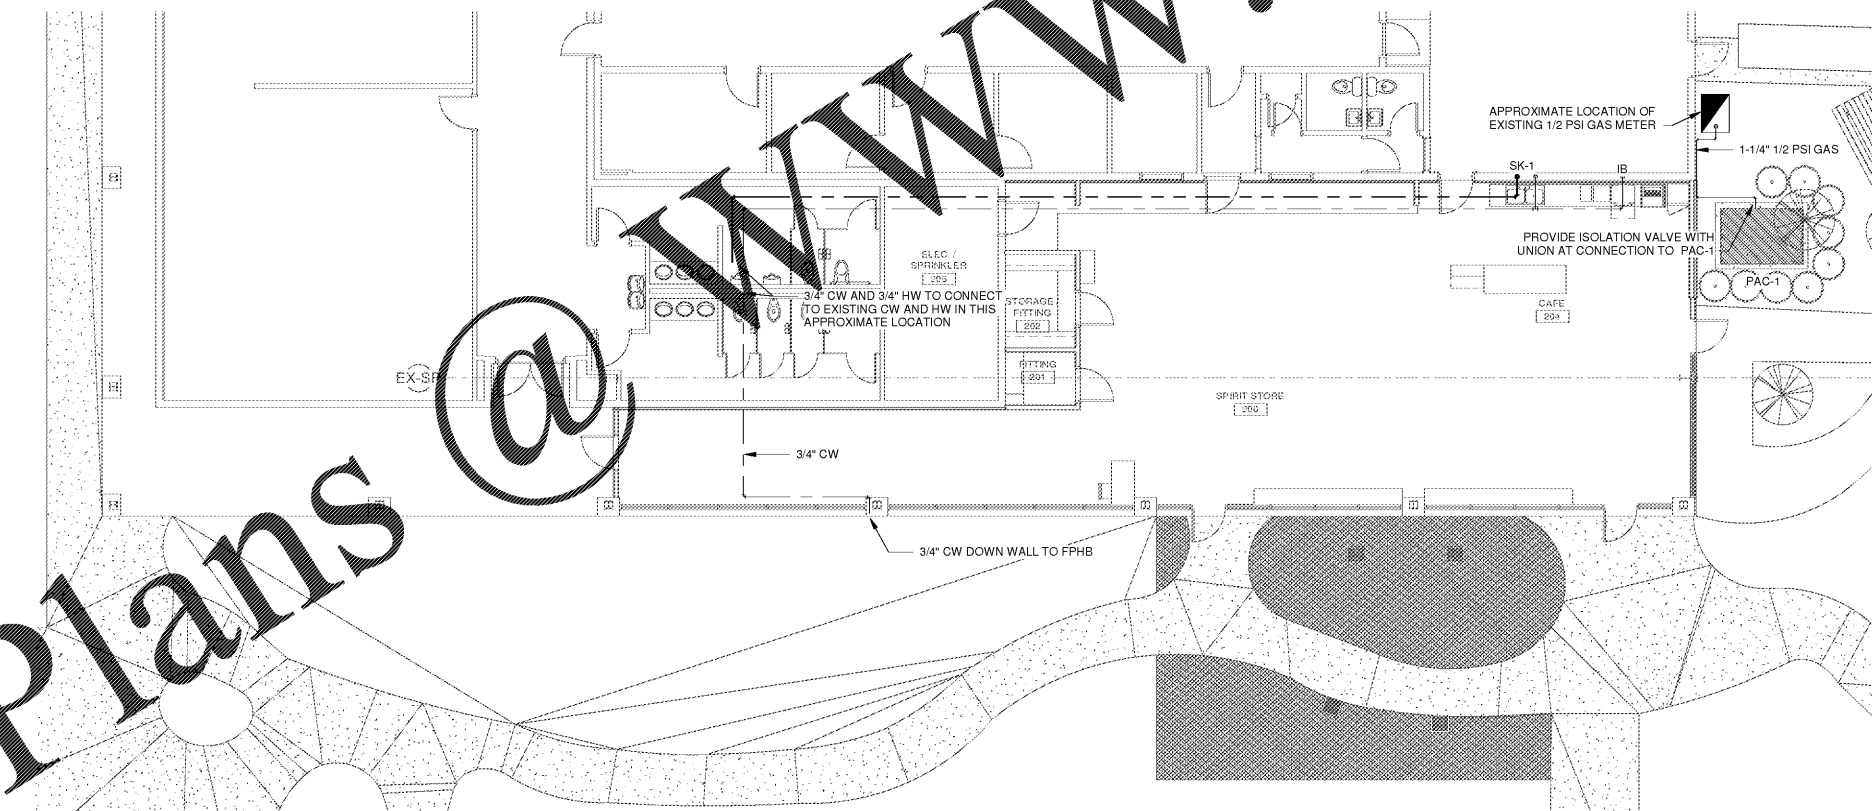 APPROXIMATE LOCATION OF
EXISTING 1/2 PSI GAS METER
1-1/4" 1/2 PSI GAS
SK-1
IB
PROVIDE ISOLATION VALVE WITH
UNION AT CONNECTION TO PAC-1
PAC-1
ELEC. /
SPRINKLER
205
3/4" CW AND 3/4" HW TO CONNECT
TO EXISTING CW AND HW IN THIS
APPROXIMATE LOCATION
STORAGE
FITTING
202
CAFE
204
FITTING
201
SPIRIT STORE
200
EX-SP
3/4" CW
3/4" CW DOWN WALL TO FPHB
Plans @ www.